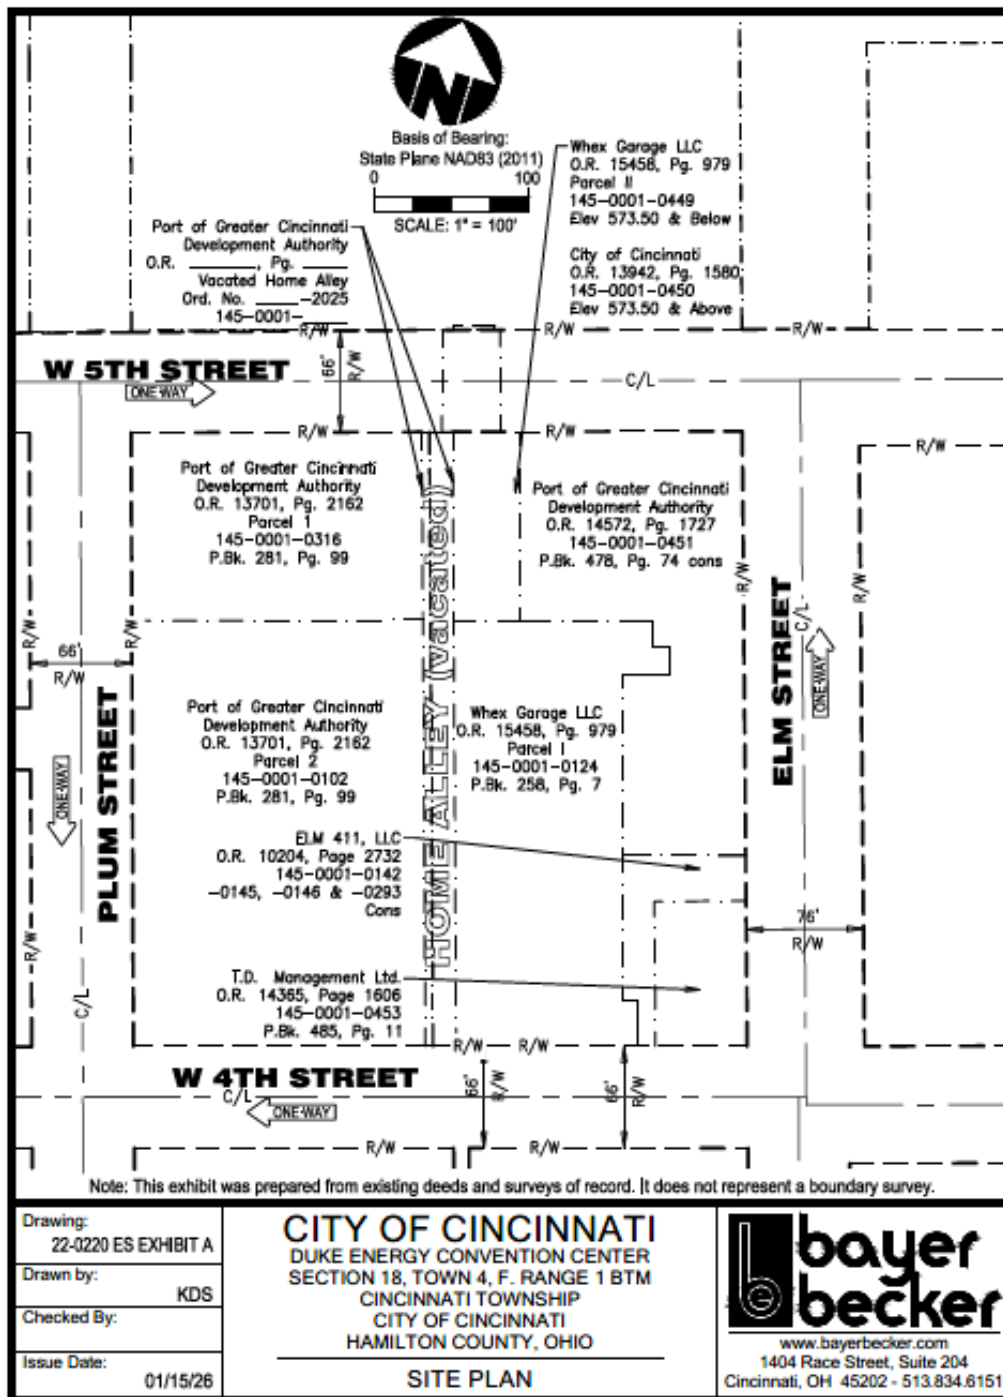 N
Basis of Bearing:
State Plane NAD83 (2011)
0 100
SCALE: 1" = 100'
Whex Garage LLC
O.R. 15458, Pg. 979
Parcel II
145-0001-0449
Elev 573.50 & Below
City of Cincinnati
O.R. 13942, Pg. 1580
145-0001-0450
Elev 573.50 & Above
Port of Greater Cincinnati
Development Authority
O.R. ______, Pg. ____
Vacated Home Alley
Ord. No. ____-2025
145-0001-____
R/W
R/W
R/W
66'
R/W
W 5TH STREET
ONE-WAY
C/L
R/W
R/W
R/W
Port of Greater Cincinnati
Development Authority
O.R. 13701, Pg. 2162
Parcel 1
145-0001-0316
P.Bk. 281, Pg. 99
Port of Greater Cincinnati
Development Authority
O.R. 14572, Pg. 1727
145-0001-0451
P.Bk. 478, Pg. 74 cons
HOME ALLEY (vacated)
R/W
R/W
R/W
R/W
C/L
ELM STREET
ONE-WAY
66'
R/W
PLUM STREET
ONE-WAY
R/W
C/L
Port of Greater Cincinnati
Development Authority
O.R. 13701, Pg. 2162
Parcel 2
145-0001-0102
P.Bk. 281, Pg. 99
Whex Garage LLC
O.R. 15458, Pg. 979
Parcel I
145-0001-0124
P.Bk. 258, Pg. 7
ELM 411, LLC
O.R. 10204, Page 2732
145-0001-0142
-0145, -0146 & -0293
Cons
76'
R/W
T.D. Management Ltd.
O.R. 14365, Page 1606
145-0001-0453
P.Bk. 485, Pg. 11
R/W
R/W
W 4TH STREET
C/L
ONE-WAY
66'
R/W
66'
R/W
R/W
R/W
Note: This exhibit was prepared from existing deeds and surveys of record. It does not represent a boundary survey.
Drawing:
22-0220 ES EXHIBIT A
Drawn by:
KDS
Checked By:
Issue Date:
01/15/26
CITY OF CINCINNATI
DUKE ENERGY CONVENTION CENTER
SECTION 18, TOWN 4, F. RANGE 1 BTM
CINCINNATI TOWNSHIP
CITY OF CINCINNATI
HAMILTON COUNTY, OHIO
SITE PLAN
bayer
becker
www.bayerbecker.com
1404 Race Street, Suite 204
Cincinnati, OH 45202 - 513.834.6151